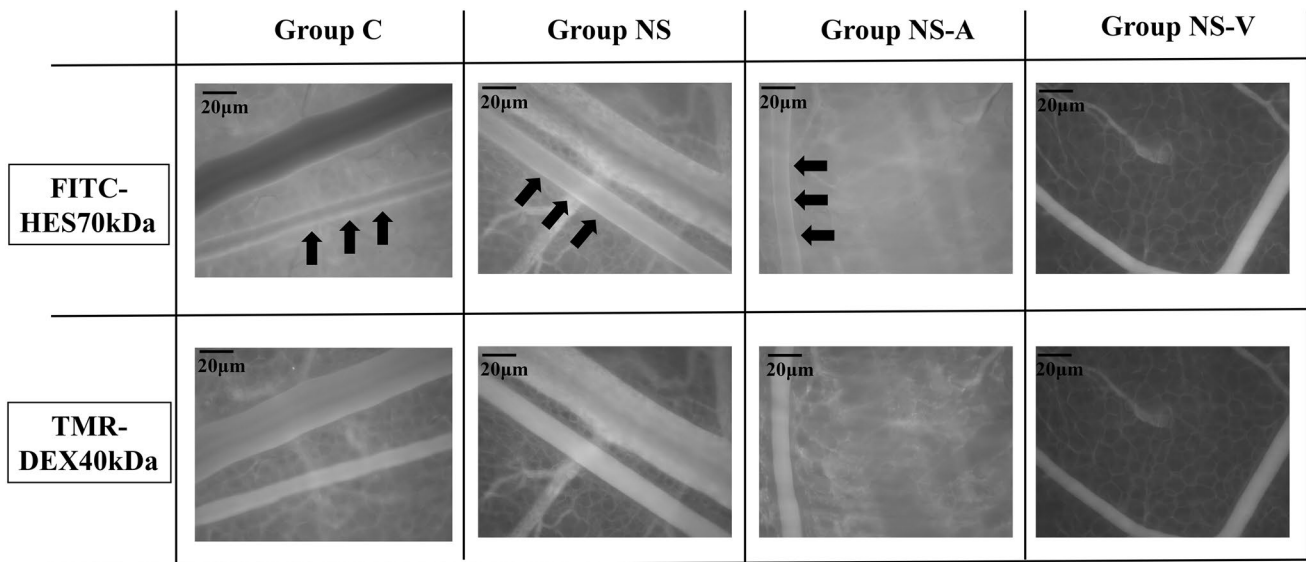 Group C
Group NS
Group NS-A
Group NS-V
FITC-
HES70kDa
20μm
20μm
20μm
20μm
TMR-
DEX40kDa
20μm
20μm
20μm
20μm